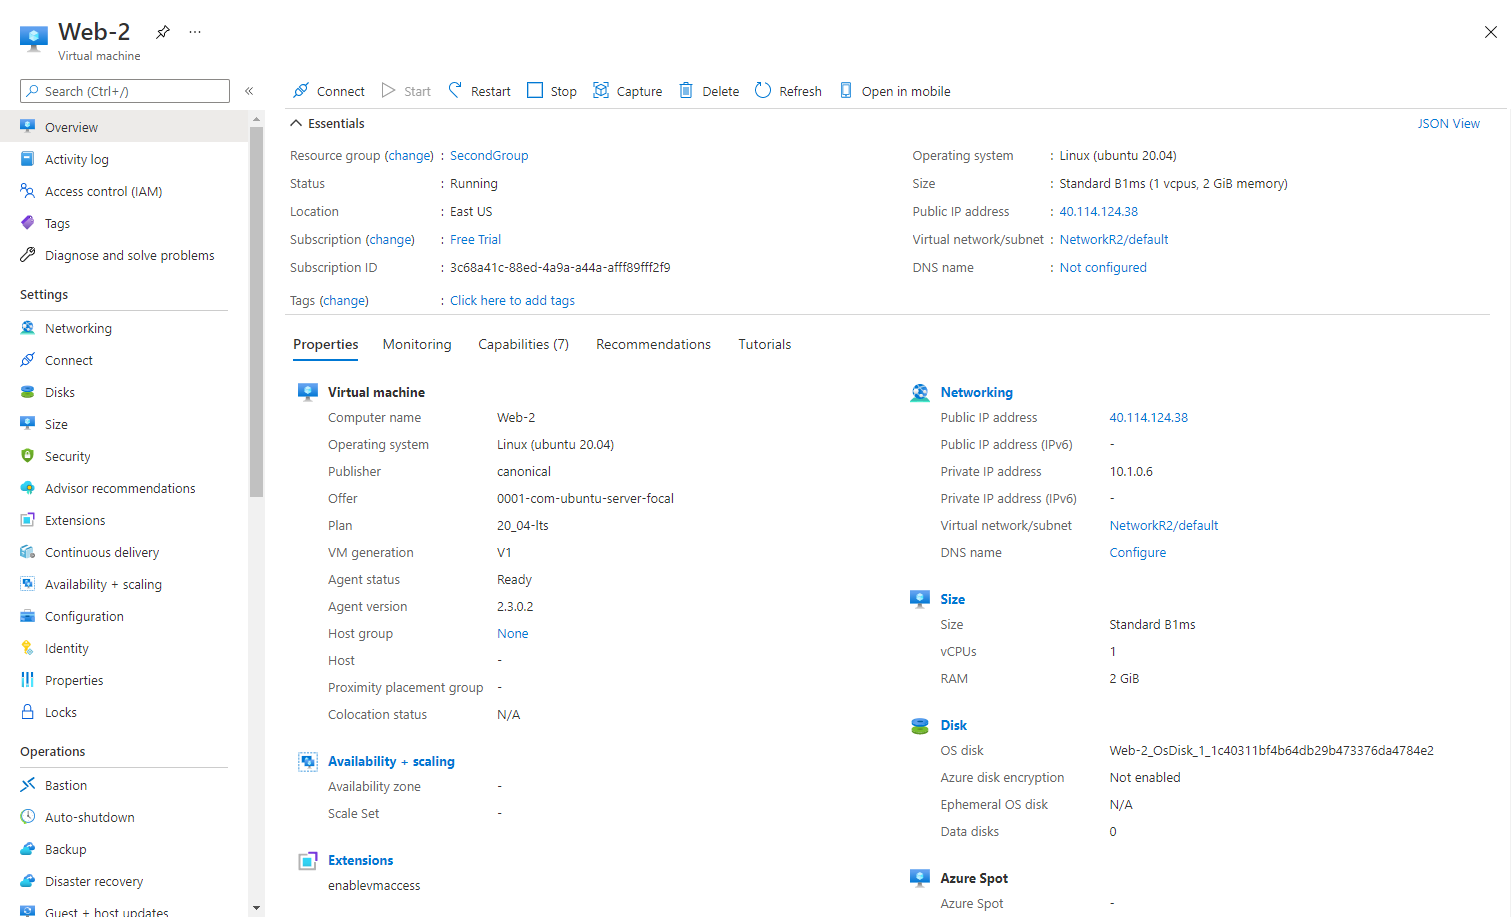 Web-2
...
Virtual machine
Search (Ctrl+/)
«
Overview
Activity log
Access control (IAM)
Tags
Diagnose and solve problems
Settings
Networking
Connect
Disks
Size
Security
Advisor recommendations
Extensions
Continuous delivery
Availability + scaling
Configuration
Identity
Properties
Locks
Operations
Bastion
Auto-shutdown
Backup
Disaster recovery
Guest + host updates
Connect Start Restart Stop Capture Delete Refresh Open in mobile
Essentials
JSON View
Resource group (change) : SecondGroup
Status : Running
Location : East US
Subscription (change) : Free Trial
Subscription ID : 3c68a41c-88ed-4a9a-a44a-afff89fff2f9
Tags (change) : Click here to add tags
Operating system : Linux (ubuntu 20.04)
Size : Standard B1ms (1 vcpus, 2 GiB memory)
Public IP address : 40.114.124.38
Virtual network/subnet : NetworkR2/default
DNS name : Not configured
Properties Monitoring Capabilities (7) Recommendations Tutorials
Virtual machine
Computer name Web-2
Operating system Linux (ubuntu 20.04)
Publisher canonical
Offer 0001-com-ubuntu-server-focal
Plan 20_04-lts
VM generation V1
Agent status Ready
Agent version 2.3.0.2
Host group None
Host -
Proximity placement group -
Colocation status N/A
Availability + scaling
Availability zone -
Scale Set -
Extensions
enablevmaccess
Networking
Public IP address 40.114.124.38
Public IP address (IPv6) -
Private IP address 10.1.0.6
Private IP address (IPv6) -
Virtual network/subnet NetworkR2/default
DNS name Configure
Size
Size Standard B1ms
vCPUs 1
RAM 2 GiB
Disk
OS disk Web-2_OsDisk_1_1c40311bf4b64db29b473376da4784e2
Azure disk encryption Not enabled
Ephemeral OS disk N/A
Data disks 0
Azure Spot
Azure Spot -